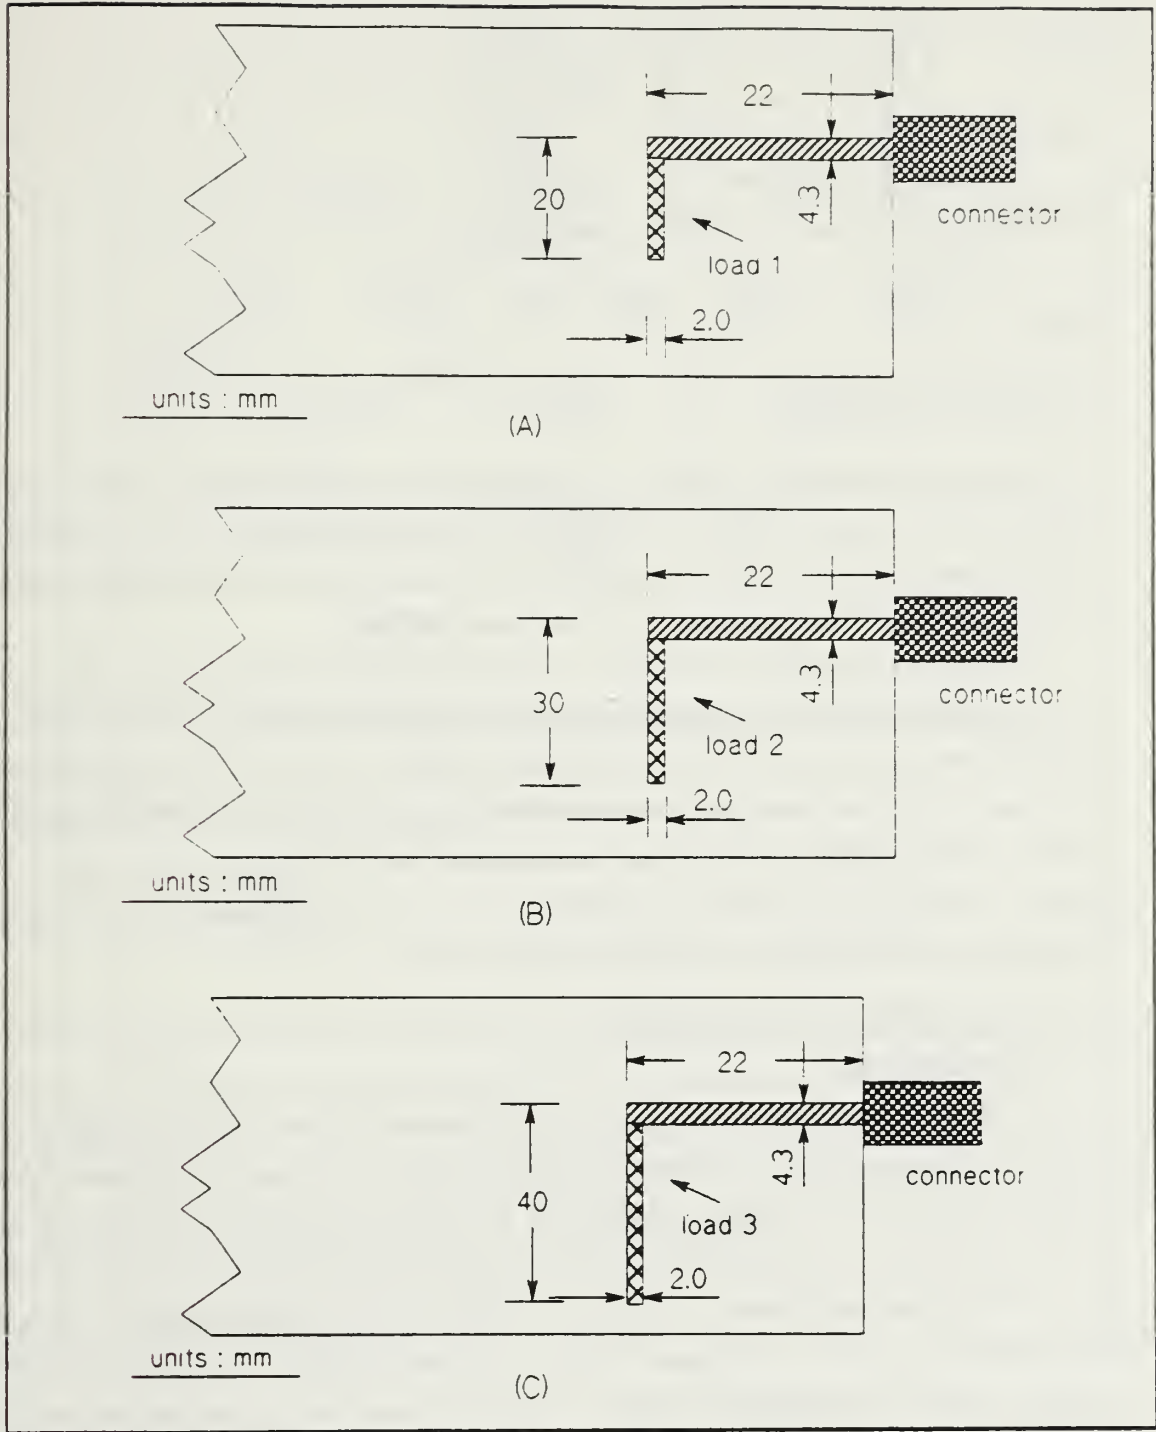 22
20
4.3
connector
load 1
2.0
units : mm
(A)
22
30
4.3
connector
load 2
2.0
units : mm
(B)
22
40
4.3
connector
load 3
2.0
units : mm
(C)